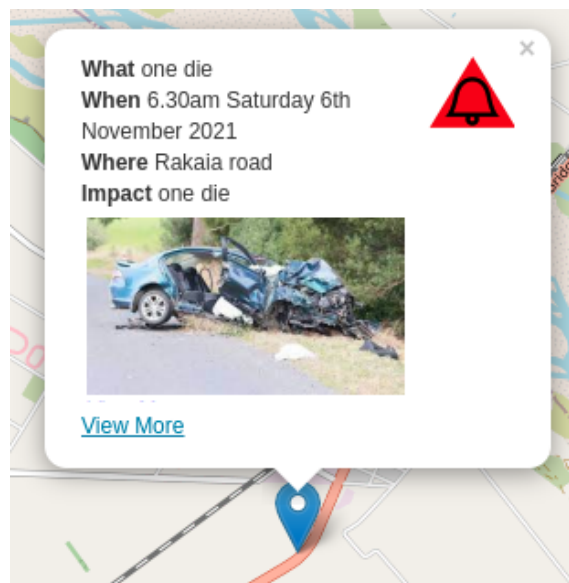 ×
What one die
When 6.30am Saturday 6th
November 2021
Where Rakaia road
Impact one die
View More